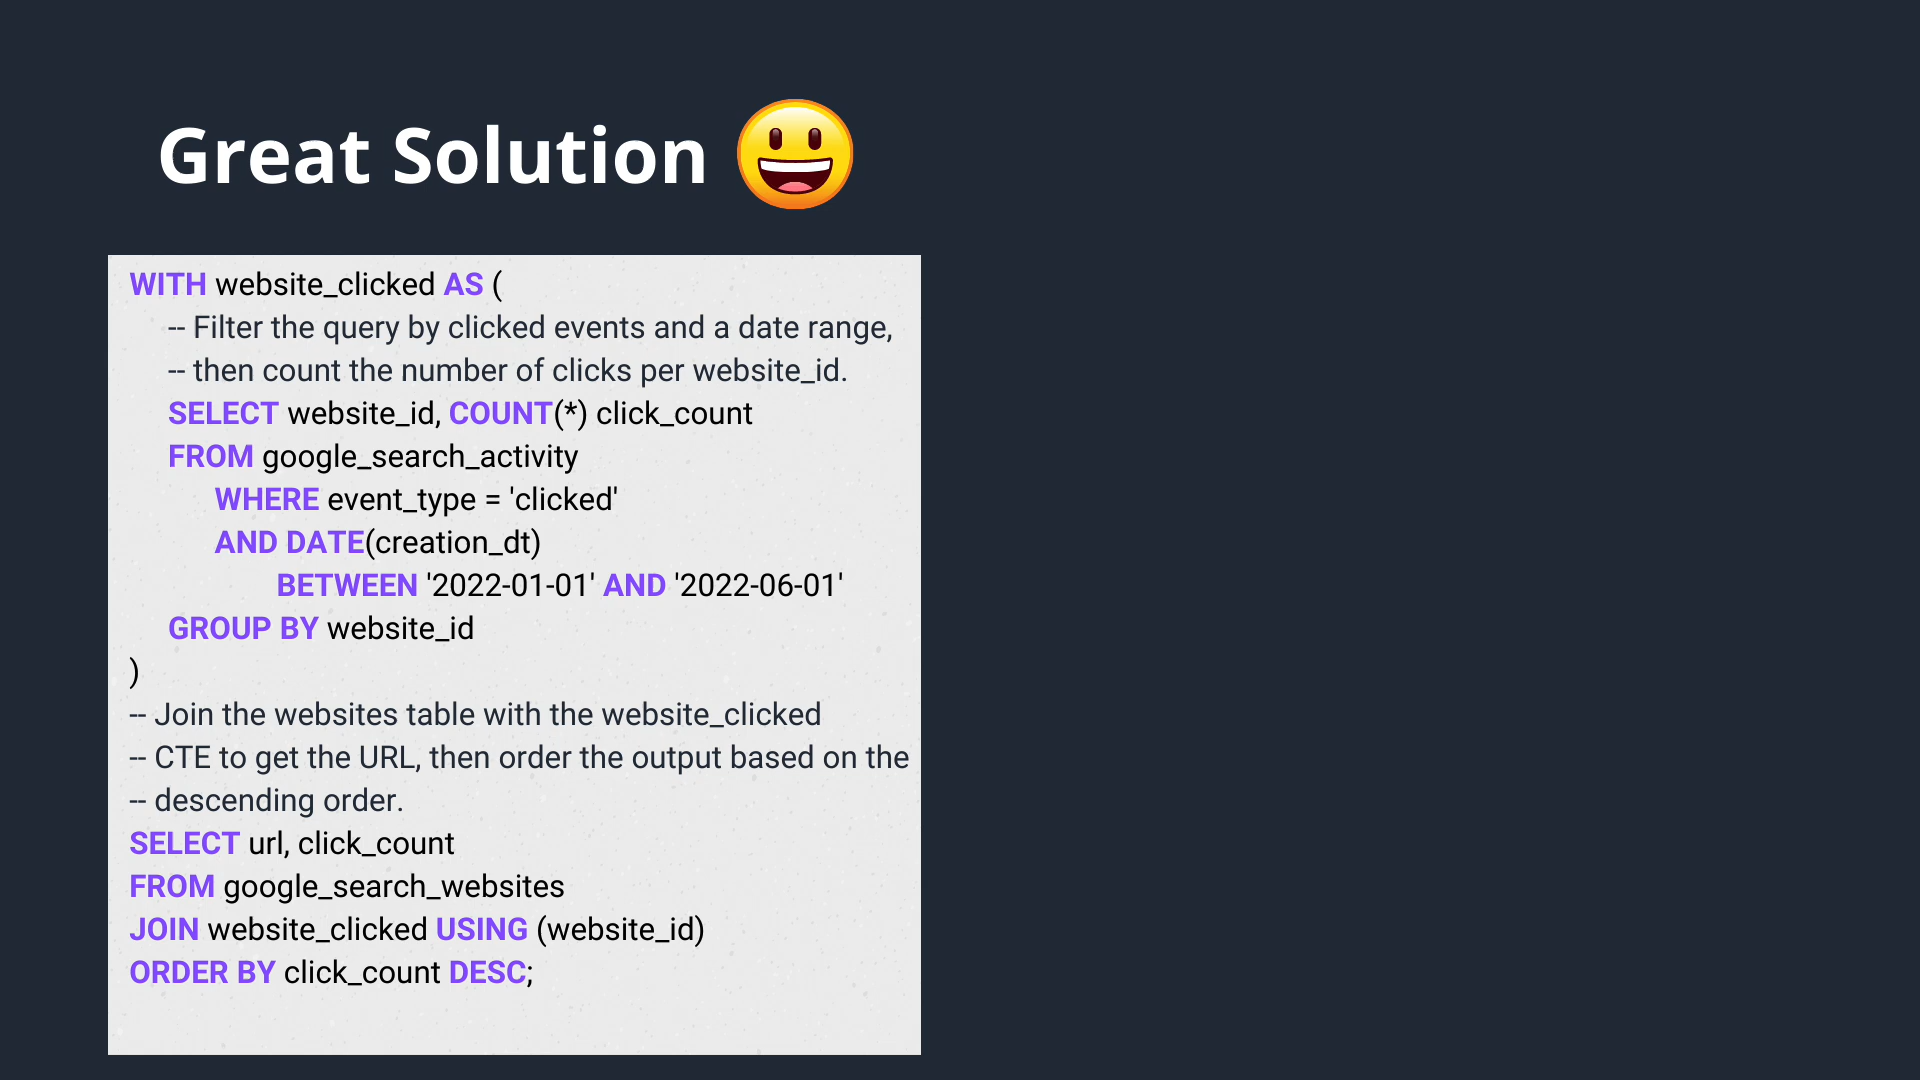 Great Solution
WITH website_clicked AS (
-- Filter the query by clicked events and a date range,
-- then count the number of clicks per website_id.
SELECT website_id, COUNT(*) click_count
FROM google_search_activity
WHERE event_type = 'clicked'
AND DATE(creation_dt)
BETWEEN '2022-01-01' AND '2022-06-01'
GROUP BY website_id
)
-- Join the websites table with the website_clicked
-- CTE to get the URL, then order the output based on the
-- descending order.
SELECT url, click_count
FROM google_search_websites
JOIN website_clicked USING (website_id)
ORDER BY click_count DESC;